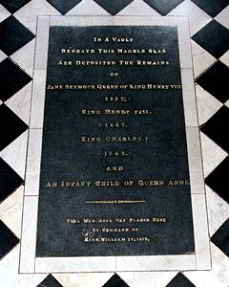 IN A VAULT
BENEATH THIS MARBLE SLAB
ARE DEPOSITED THE REMAINS
OF
JANE SEYMOUR QUEEN OF KING HENRY VIII
1537.
KING HENRY VIII.
1547.
KING CHARLES I
AND
AN INFANT CHILD OF QUEEN ANNE.
THIS MEMORIAL WAS PLACED HERE
BY COMMAND OF
KING WILLIAM IV. 1837.